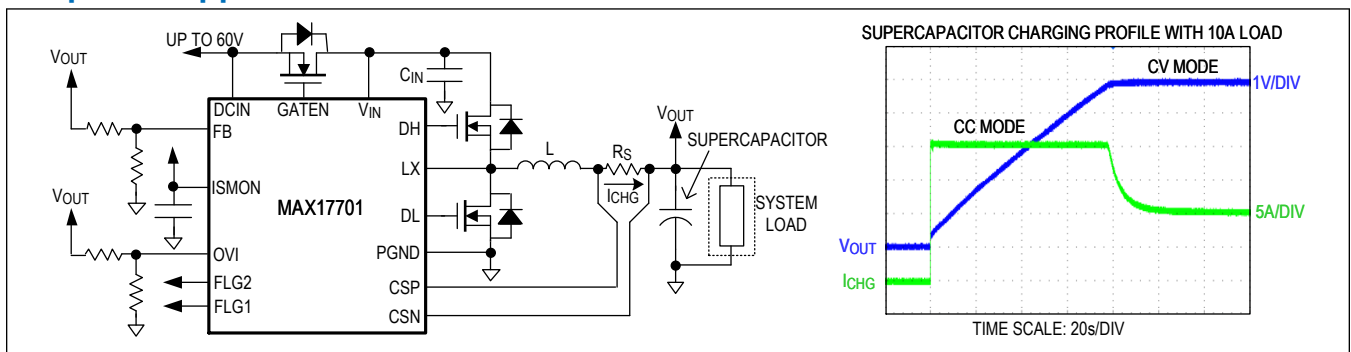 UP TO 60V
VOUT
CIN
DCIN
GATEN
VIN
FB
DH
VOUT
SUPERCAPACITOR
LX
L
RS
ISMON
ICHG
VOUT
MAX17701
DL
SYSTEM
LOAD
PGND
OVI
FLG2
CSP
FLG1
CSN
SUPERCAPACITOR CHARGING PROFILE WITH 10A LOAD
CV MODE
1V/DIV
CC MODE
5A/DIV
VOUT
ICHG
TIME SCALE: 20s/DIV